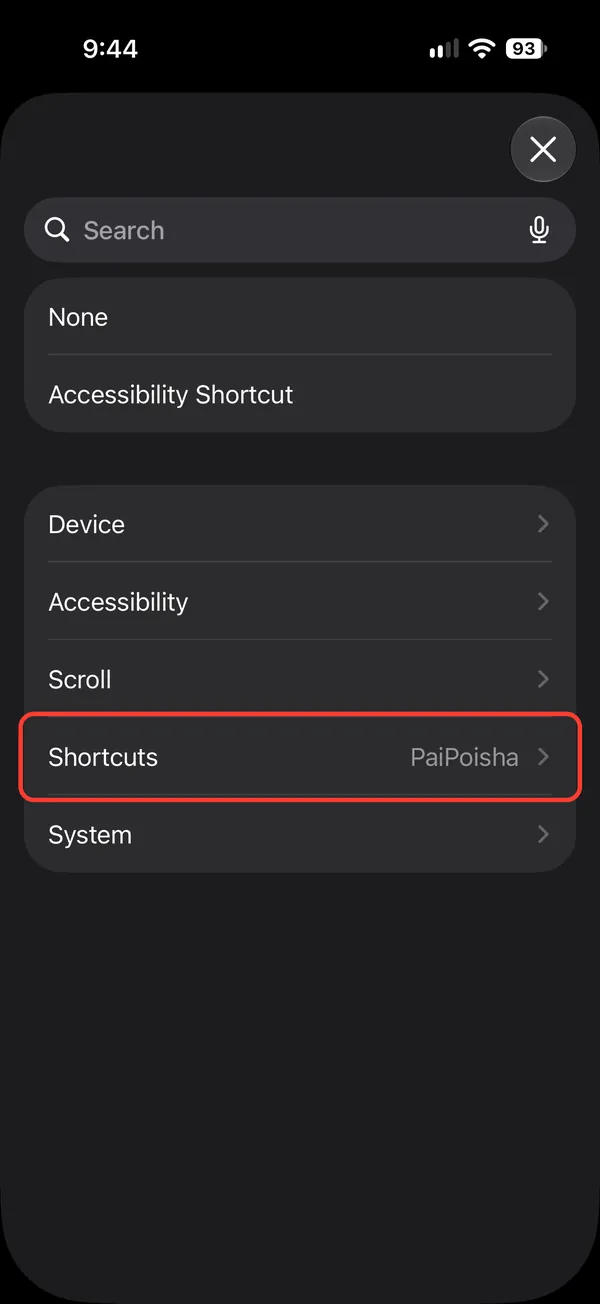 9:44
93
Search
None
Accessibility Shortcut
Device
Accessibility
Scroll
Shortcuts PaiPoisha
System